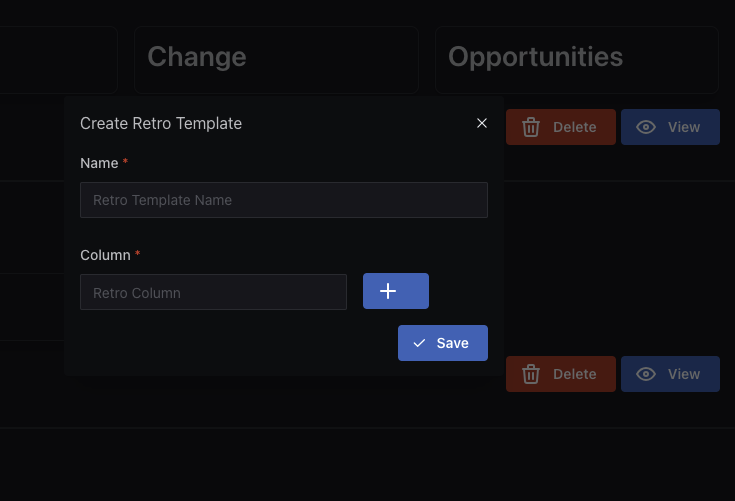 Change
Opportunities
Create Retro Template
Delete
View
Name *
Retro Template Name
Column *
Retro Column
Save
Delete
View